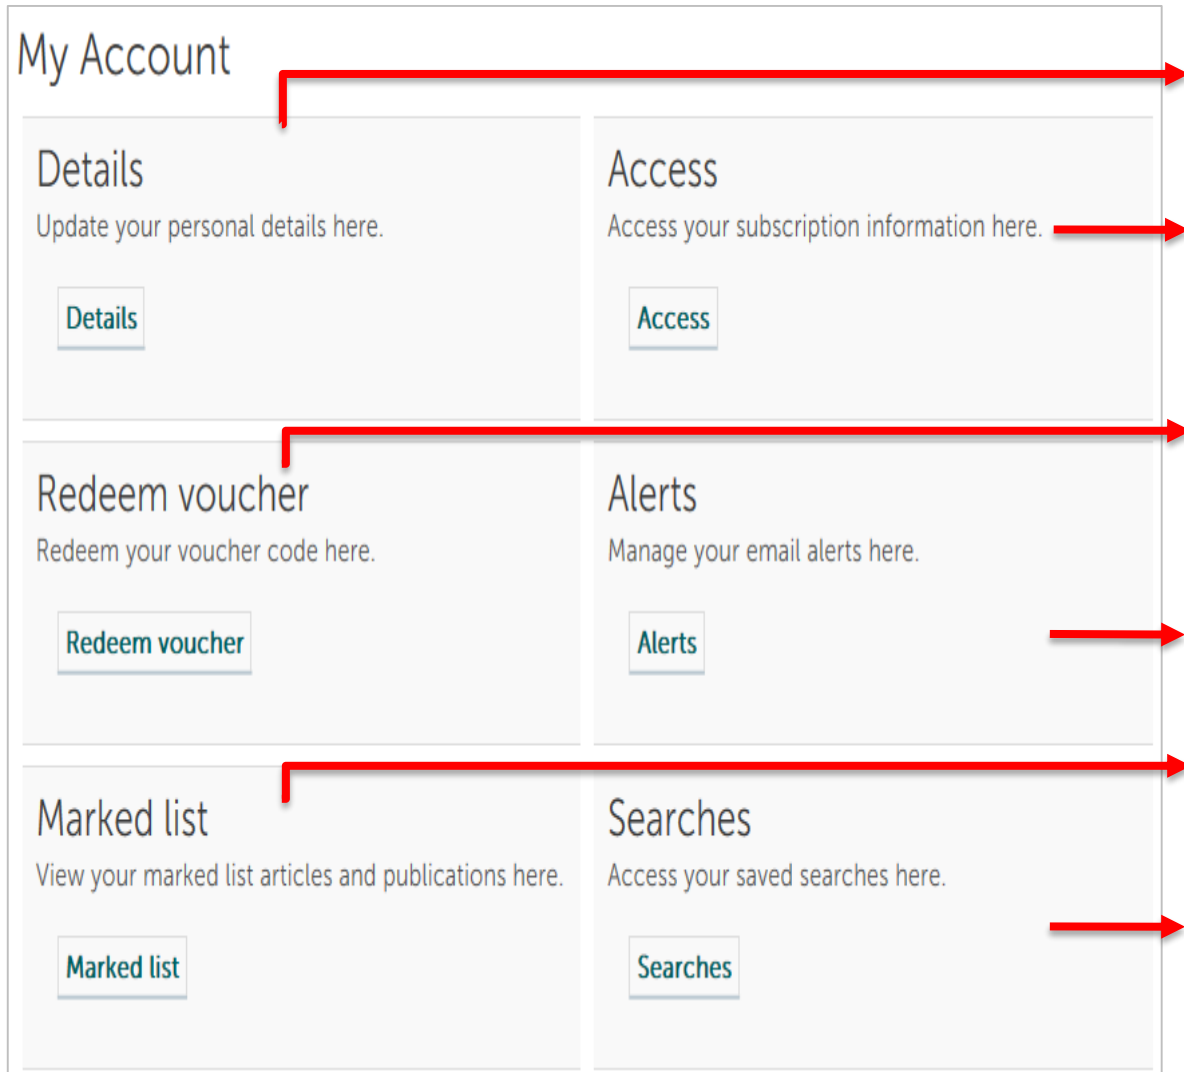 My Account
Details
Update your personal details here.
Details
Access
Access your subscription information here.
Access
Redeem voucher
Redeem your voucher code here.
Redeem voucher
Alerts
Manage your email alerts here.
Alerts
Marked list
View your marked list articles and publications here.
Marked list
Searches
Access your saved searches here.
Searches